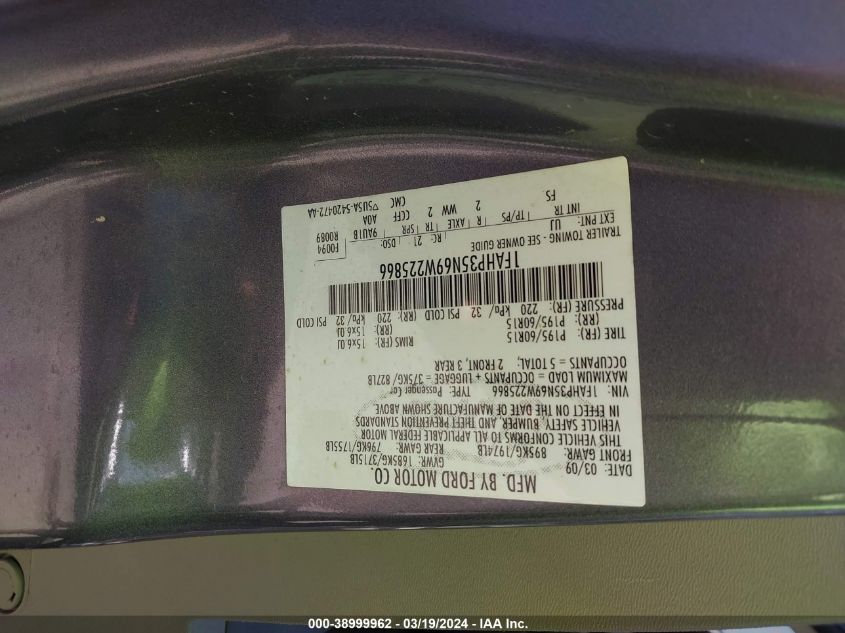 MFD. BY FORD MOTOR CO.
DATE: 03/09 GVWR: 1685KG/3715LB
FRONT GAWR: 895KG/1974LB REAR GAWR: 796KG/1755LB
THIS VEHICLE CONFORMS TO ALL APPLICABLE FEDERAL MOTOR
VEHICLE SAFETY, BUMPER, AND THEFT PREVENTION STANDARDS
IN EFFECT ON THE DATE OF MANUFACTURE SHOWN ABOVE.
VIN: 1FAHP35N69W225866 TYPE: Passenger Car
MAXIMUM LOAD = OCCUPANTS + LUGGAGE = 375KG/827LB
OCCUPANTS = 5 TOTAL, 2 FRONT, 3 REAR
TIRE (FR): P195/60R15 RIMS (FR): 15x6.0J
(RR): P195/60R15 (RR): 15x6.0J
PRESSURE (FR): 220 kPa/ 32 PSI COLD (RR): 220 kPa/ 32 PSI COLD
1FAHP35N69W225866
TRAILER TOWING - SEE OWNER GUIDE F0094
EXT PNT: UJ RC: 21 DSO: R0089
INT TR TP/PS R AXLE TR SPR 9AU1B
FS 2 WW 2 CCFF AOA
CMC ▽SU5A-5420472-AA
000-38999962 - 03/19/2024 - IAA Inc.